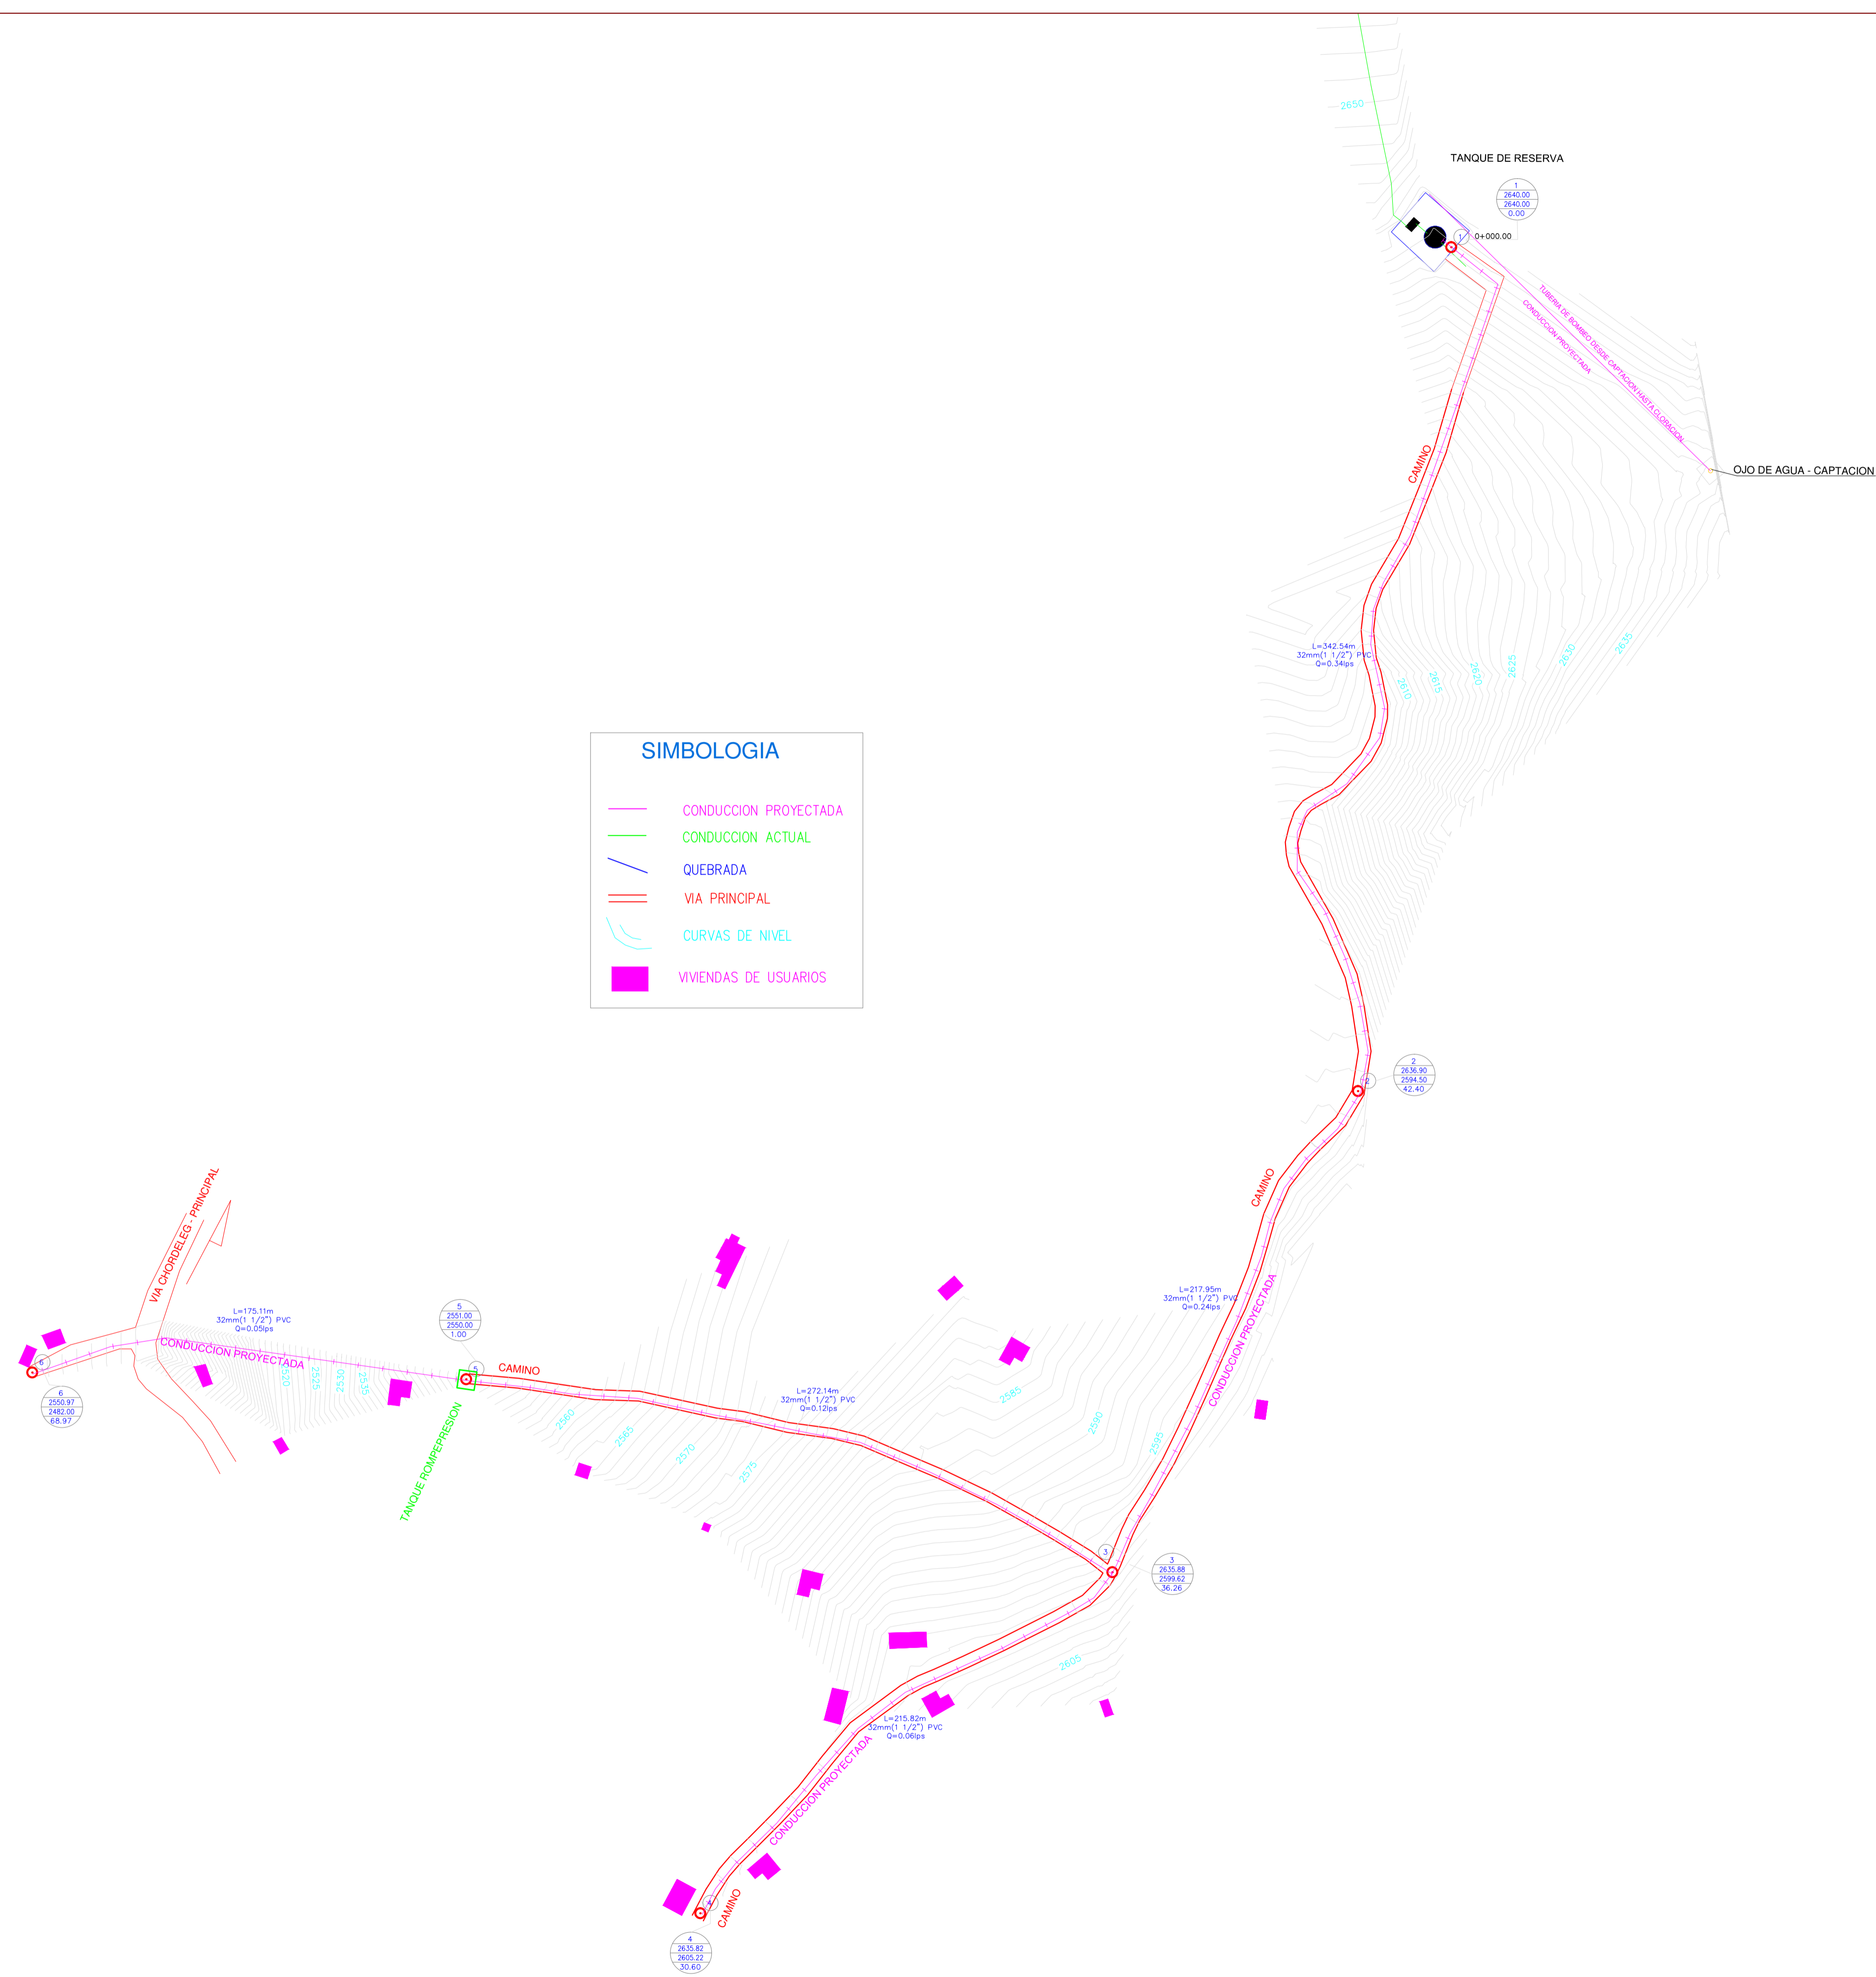 2650
TANQUE DE RESERVA
1
2640.00
2640.00
0.00
1
0+000.00
TUBERIA DE BOMBEO DESDE CAPTACION HASTA CLORACION
CONDUCCION PROYECTADA
CAMINO
OJO DE AGUA - CAPTACION
L=342.54m
32mm(1 1/2") PVC
Q=0.34lps
2610
2615
2620
2625
2630
2635
SIMBOLOGIA
CONDUCCION PROYECTADA
CONDUCCION ACTUAL
QUEBRADA
VIA PRINCIPAL
CURVAS DE NIVEL
VIVIENDAS DE USUARIOS
2
2
2636.90
2594.50
42.40
CAMINO
VIA CHORDELEG - PRINCIPAL
L=217.95m
32mm(1 1/2") PVC
Q=0.24lps
CONDUCCION PROYECTADA
L=175.11m
32mm(1 1/2") PVC
Q=0.05lps
5
2551.00
2550.00
1.00
CONDUCCION PROYECTADA
6
6
2550.97
2482.00
68.97
2520
2525
2530
2535
5
CAMINO
TANQUE ROMPEPRESION
L=272.14m
32mm(1 1/2") PVC
Q=0.12lps
2560
2565
2570
2575
2585
2590
2595
3
3
2635.88
2599.62
36.26
2605
L=215.82m
32mm(1 1/2") PVC
Q=0.06lps
CONDUCCION PROYECTADA
4
CAMINO
4
2635.82
2605.22
30.60